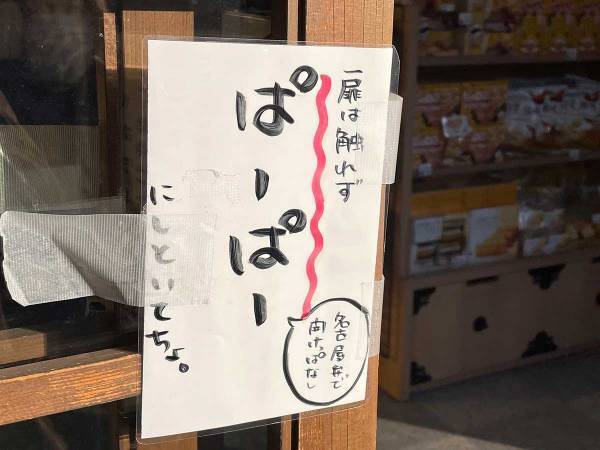 扉は触れず
ぱーぱー
にしといてちょ。
名古屋弁で
開けっぱなし